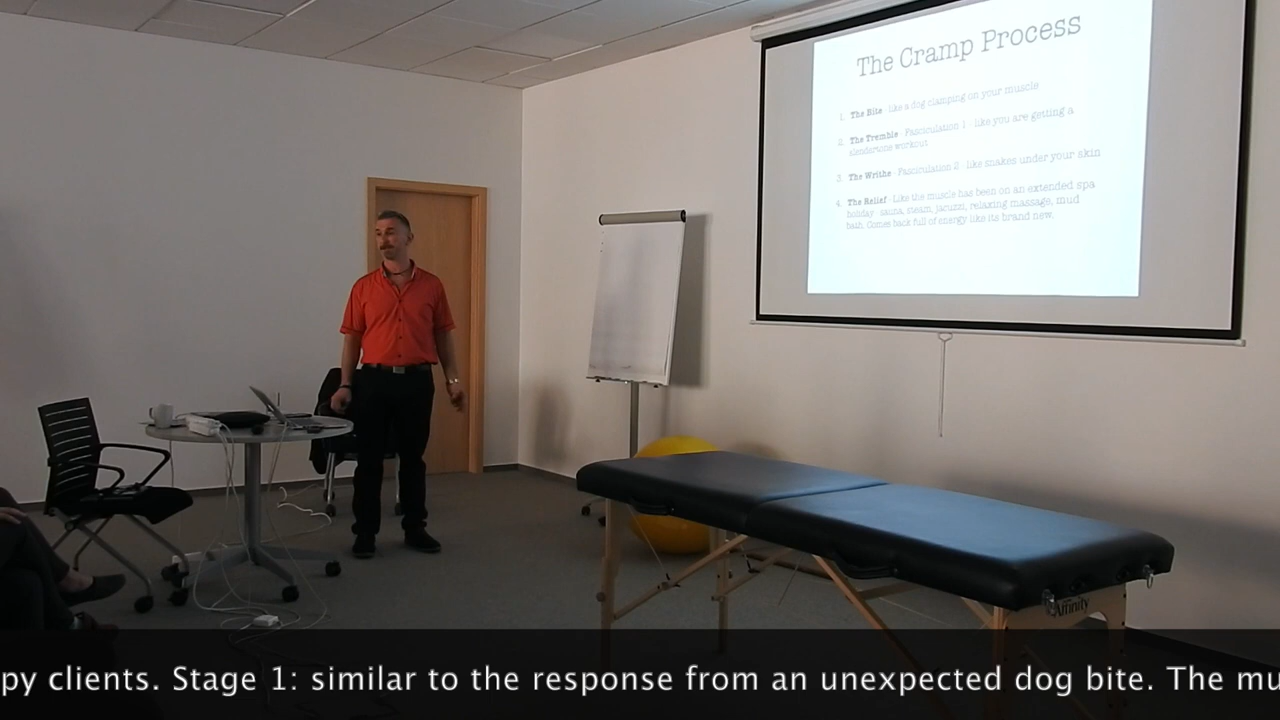 The Cramp Process
1. The Bite - like a dog clamping on your muscle
2. The Tremble - Fasciculation 1 - like you are getting a
slendertone workout
3. The Writhe - Fasciculation 2 - like snakes under your skin
4. The Relief - Like the muscle has been on an extended spa
holiday - sauna, steam, jacuzzi, relaxing massage, mud
bath. Comes back full of energy like its brand new.
Affinity
py clients. Stage 1: similar to the response from an unexpected dog bite. The mu